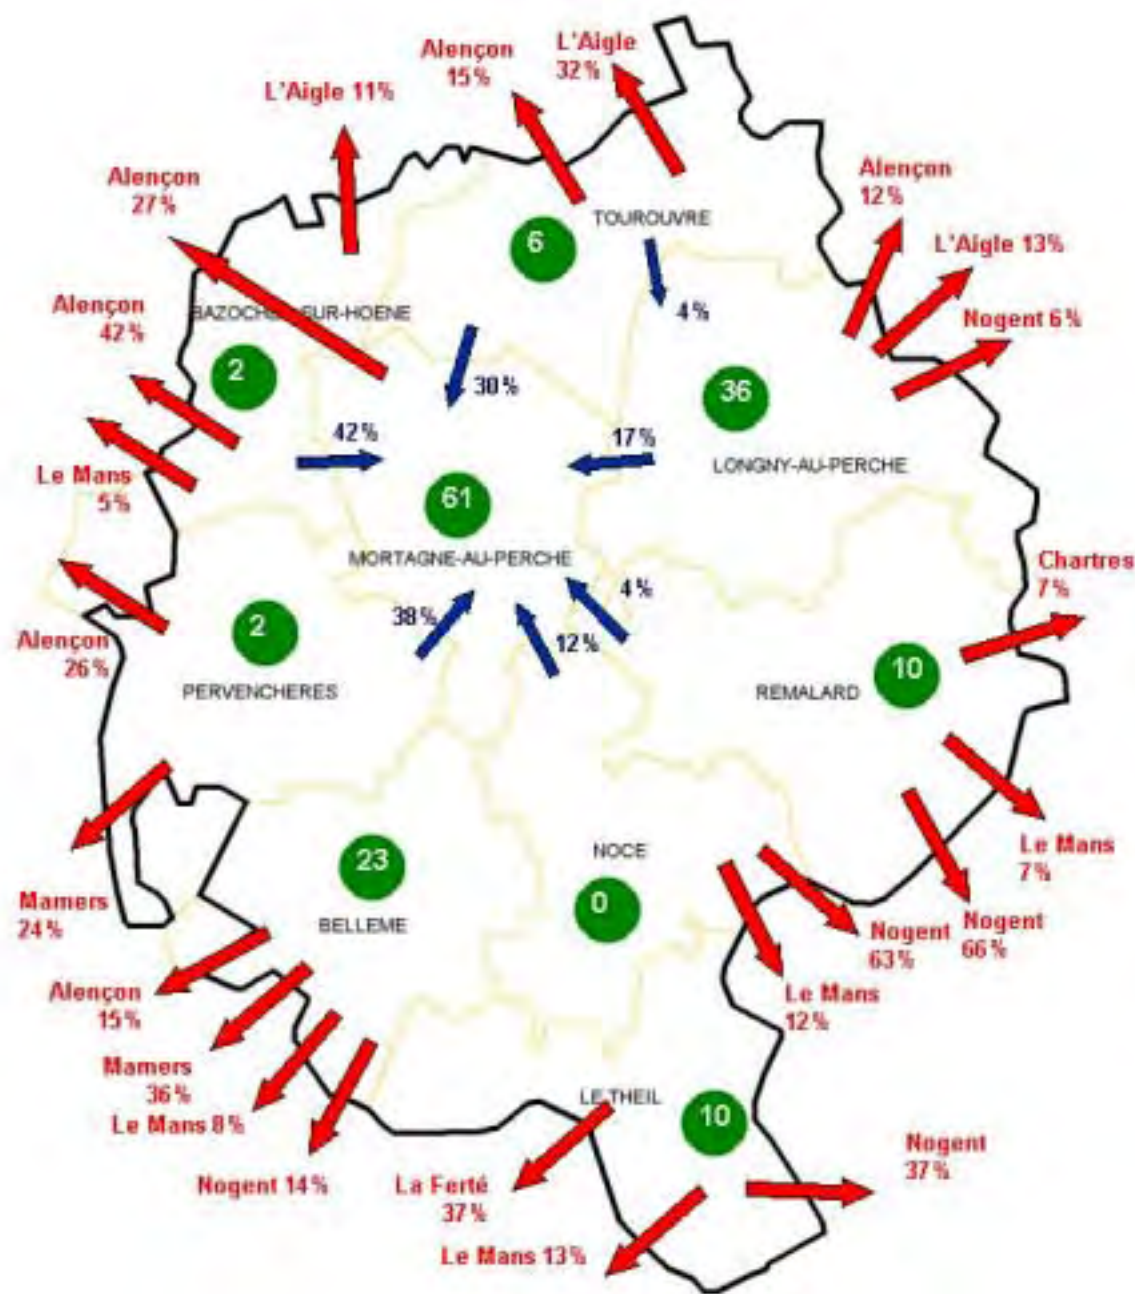 L'Aigle
32%
Alençon
15%
L'Aigle 11%
Alençon
27%
Alençon
12%
TOUROUVRE
6
L'Aigle 13%
Alençon
42%
4%
Nogent 6%
2
30%
36
42%
17%
LONGNY-AU-PERCHE
Le Mans
5%
61
MORTAGNE-AU-PERCHE
Chartres
7%
4%
38%
12%
Alençon
26%
2
PERVENCHERES
REMALARD
10
Le Mans
7%
NOCE
23
BELLEME
0
Mamers
24%
Nogent
66%
Nogent
63%
Le Mans
12%
Alençon
15%
Mamers
36%
Le Mans 8%
LE THEIL
10
Nogent
37%
Nogent 14%
La Ferté
37%
Le Mans 13%